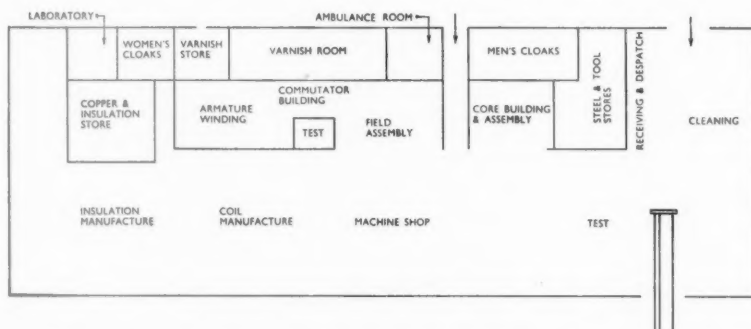 LABORATORY
AMBULANCE ROOM
WOMEN'S
CLOAKS
VARNISH
STORE
VARNISH ROOM
MEN'S CLOAKS
COPPER &
INSULATION
STORE
ARMATURE
WINDING
COMMUTATOR
BUILDING
TEST
FIELD
ASSEMBLY
CORE BUILDING
& ASSEMBLY
STEEL & TOOL
STORES
RECEIVING & DESPATCH
CLEANING
INSULATION
MANUFACTURE
COIL
MANUFACTURE
MACHINE SHOP
TEST